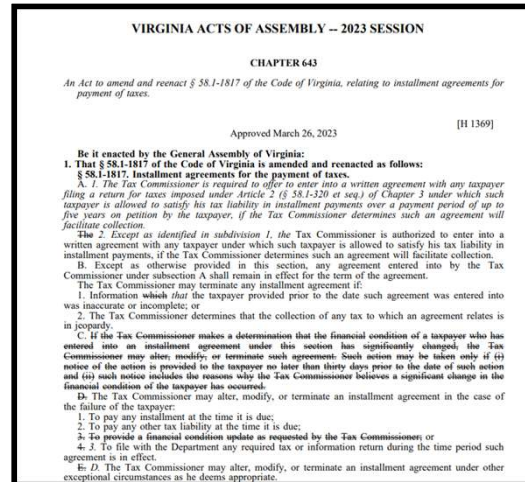 VIRGINIA ACTS OF ASSEMBLY -- 2023 SESSION
CHAPTER 643
An Act to amend and reenact § 58.1-1817 of the Code of Virginia, relating to installment agreements for
payment of taxes.
[H 1369]
Approved March 26, 2023
Be it enacted by the General Assembly of Virginia:
1. That § 58.1-1817 of the Code of Virginia is amended and reenacted as follows:
§ 58.1-1817. Installment agreements for the payment of taxes.
A. 1. The Tax Commissioner is required to offer to enter into a written agreement with any taxpayer
filing a return for taxes imposed under Article 2 (§ 58.1-320 et seq.) of Chapter 3 under which such
taxpayer is allowed to satisfy his tax liability in installment payments over a payment period of up to
five years on petition by the taxpayer, if the Tax Commissioner determines such an agreement will
facilitate collection.
The 2. Except as identified in subdivision 1, the Tax Commissioner is authorized to enter into a
written agreement with any taxpayer under which such taxpayer is allowed to satisfy his tax liability in
installment payments, if the Tax Commissioner determines such an agreement will facilitate collection.
B. Except as otherwise provided in this section, any agreement entered into by the Tax
Commissioner under subsection A shall remain in effect for the term of the agreement.
The Tax Commissioner may terminate any installment agreement if:
1. Information which that the taxpayer provided prior to the date such agreement was entered into
was inaccurate or incomplete; or
2. The Tax Commissioner determines that the collection of any tax to which an agreement relates is
in jeopardy.
C. If the Tax Commissioner makes a determination that the financial condition of a taxpayer who has
entered into an installment agreement under this section has significantly changed, the Tax
Commissioner may alter, modify, or terminate such agreement. Such action may be taken only if (i)
notice of the action is provided to the taxpayer no later than thirty days prior to the date of such action
and (ii) such notice includes the reasons why the Tax Commissioner believes a significant change in the
financial condition of the taxpayer has occurred.
D. The Tax Commissioner may alter, modify, or terminate an installment agreement in the case of
the failure of the taxpayer:
1. To pay any installment at the time it is due;
2. To pay any other tax liability at the time it is due;
3. To provide a financial condition update as requested by the Tax Commissioner; or
4. 3. To file with the Department any required tax or information return during the time period such
agreement is in effect.
E. D. The Tax Commissioner may alter, modify, or terminate an installment agreement under other
exceptional circumstances as he deems appropriate.